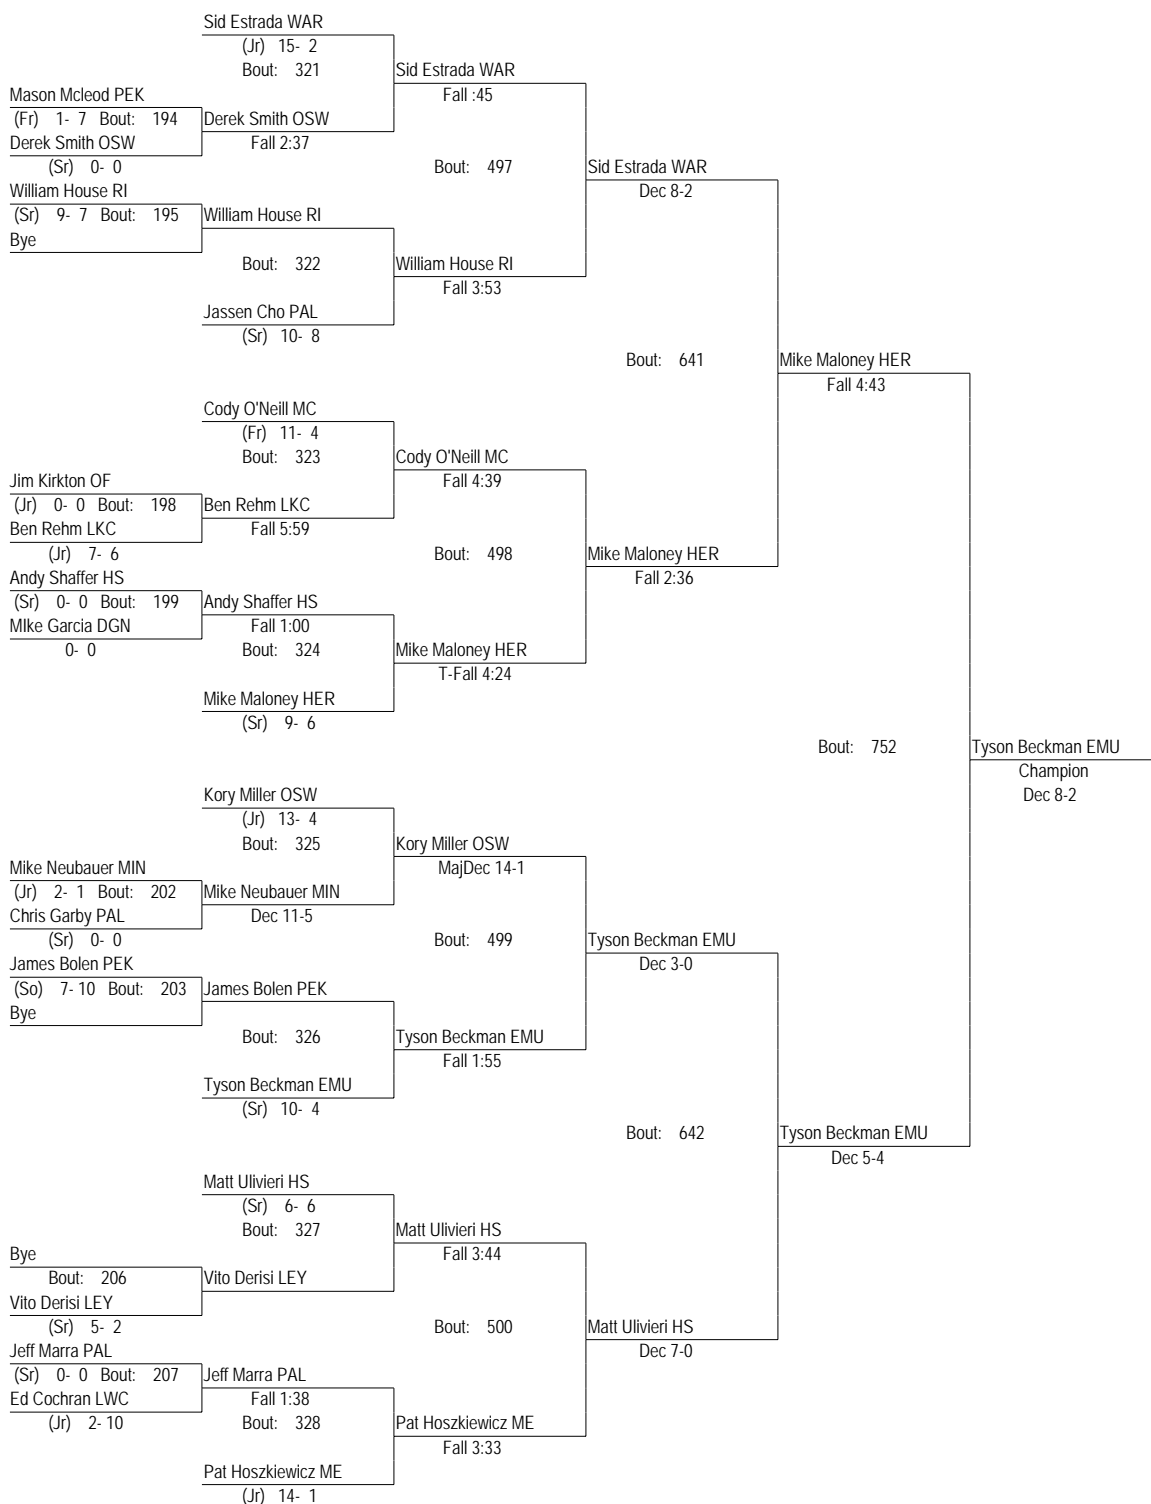 Sid Estrada WAR
(Jr) 15- 2
Bout: 321
Sid Estrada WAR
Fall :45
Mason Mcleod PEK
(Fr) 1- 7 Bout: 194
Derek Smith OSW
Derek Smith OSW
Fall 2:37
(Sr) 0- 0
Bout: 497
Sid Estrada WAR
Dec 8-2
William House RI
(Sr) 9- 7 Bout: 195
William House RI
Bye
Bout: 322
William House RI
Fall 3:53
Jassen Cho PAL
(Sr) 10- 8
Bout: 641
Mike Maloney HER
Fall 4:43
Cody O'Neill MC
(Fr) 11- 4
Bout: 323
Cody O'Neill MC
Fall 4:39
Jim Kirkton OF
(Jr) 0- 0 Bout: 198
Ben Rehm LKC
Ben Rehm LKC
Fall 5:59
(Jr) 7- 6
Bout: 498
Mike Maloney HER
Fall 2:36
Andy Shaffer HS
(Sr) 0- 0 Bout: 199
Andy Shaffer HS
MIke Garcia DGN
Fall 1:00
0- 0
Bout: 324
Mike Maloney HER
T-Fall 4:24
Mike Maloney HER
(Sr) 9- 6
Bout: 752
Tyson Beckman EMU
Champion
Dec 8-2
Kory Miller OSW
(Jr) 13- 4
Bout: 325
Kory Miller OSW
MajDec 14-1
Mike Neubauer MIN
(Jr) 2- 1 Bout: 202
Mike Neubauer MIN
Chris Garby PAL
Dec 11-5
(Sr) 0- 0
Bout: 499
Tyson Beckman EMU
Dec 3-0
James Bolen PEK
(So) 7- 10 Bout: 203
James Bolen PEK
Bye
Bout: 326
Tyson Beckman EMU
Fall 1:55
Tyson Beckman EMU
(Sr) 10- 4
Bout: 642
Tyson Beckman EMU
Dec 5-4
Matt Ulivieri HS
(Sr) 6- 6
Bout: 327
Matt Ulivieri HS
Fall 3:44
Bye
Bout: 206
Vito Derisi LEY
Vito Derisi LEY
(Sr) 5- 2
Bout: 500
Matt Ulivieri HS
Dec 7-0
Jeff Marra PAL
(Sr) 0- 0 Bout: 207
Jeff Marra PAL
Ed Cochran LWC
Fall 1:38
(Jr) 2- 10
Bout: 328
Pat Hoszkiewicz ME
Fall 3:33
Pat Hoszkiewicz ME
(Jr) 14- 1